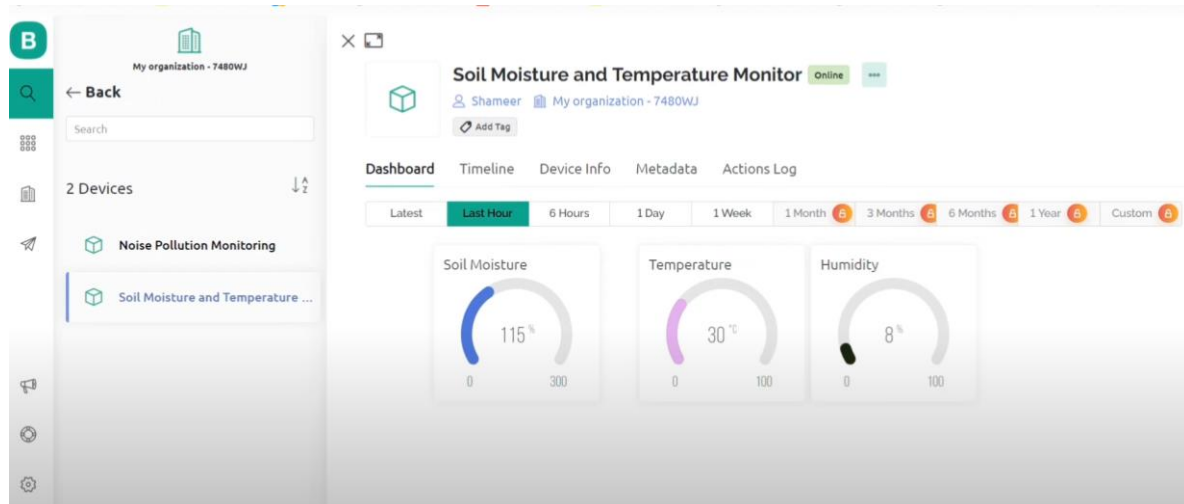 B
My organization - 7480WJ
← Back
Search
2 Devices
A
Z
Noise Pollution Monitoring
Soil Moisture and Temperature ...
Soil Moisture and Temperature Monitor Online ...
Shameer My organization - 7480WJ
Add Tag
Dashboard Timeline Device Info Metadata Actions Log
Latest Last Hour 6 Hours 1 Day 1 Week 1 Month 3 Months 6 Months 1 Year Custom
Soil Moisture Temperature Humidity
115 % 30 °C 8 %
0 300 0 100 0 100